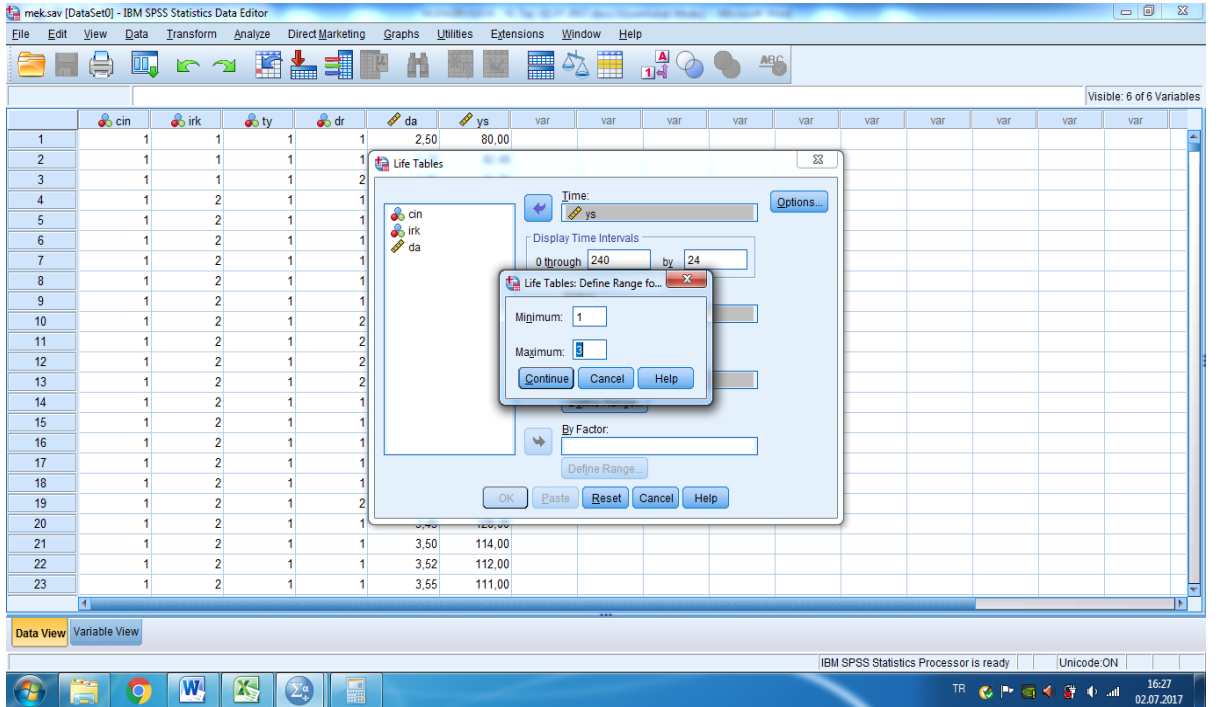 mek.sav [DataSet0] - IBM SPSS Statistics Data Editor
File Edit View Data Transform Analyze Direct Marketing Graphs Utilities Extensions Window Help
Visible: 6 of 6 Variables
cin irk ty dr da ys var var var var var var var var var var
1 1 1 1 1 2,50 80,00
2 1 1 1 1
3 1 1 1 2
4 1 2 1 1
5 1 2 1 1
6 1 2 1 1
7 1 2 1 1
8 1 2 1 1
9 1 2 1 1
10 1 2 1 2
11 1 2 1 2
12 1 2 1 2
13 1 2 1 2
14 1 2 1 1
15 1 2 1 1
16 1 2 1 1
17 1 2 1 1
18 1 2 1 1
19 1 2 1 2
20 1 2 1 1
21 1 2 1 1 3,50 114,00
22 1 2 1 1 3,52 112,00
23 1 2 1 1 3,55 111,00
Life Tables
cin
irk
da
Time:
ys
Options...
Display Time Intervals
0 through 240 by 24
Life Tables: Define Range fo...
Minimum: 1
Maximum: 3
Continue Cancel Help
By Factor:
Define Range...
OK Paste Reset Cancel Help
Data View Variable View
IBM SPSS Statistics Processor is ready Unicode:ON
TR 16:27
02.07.2017